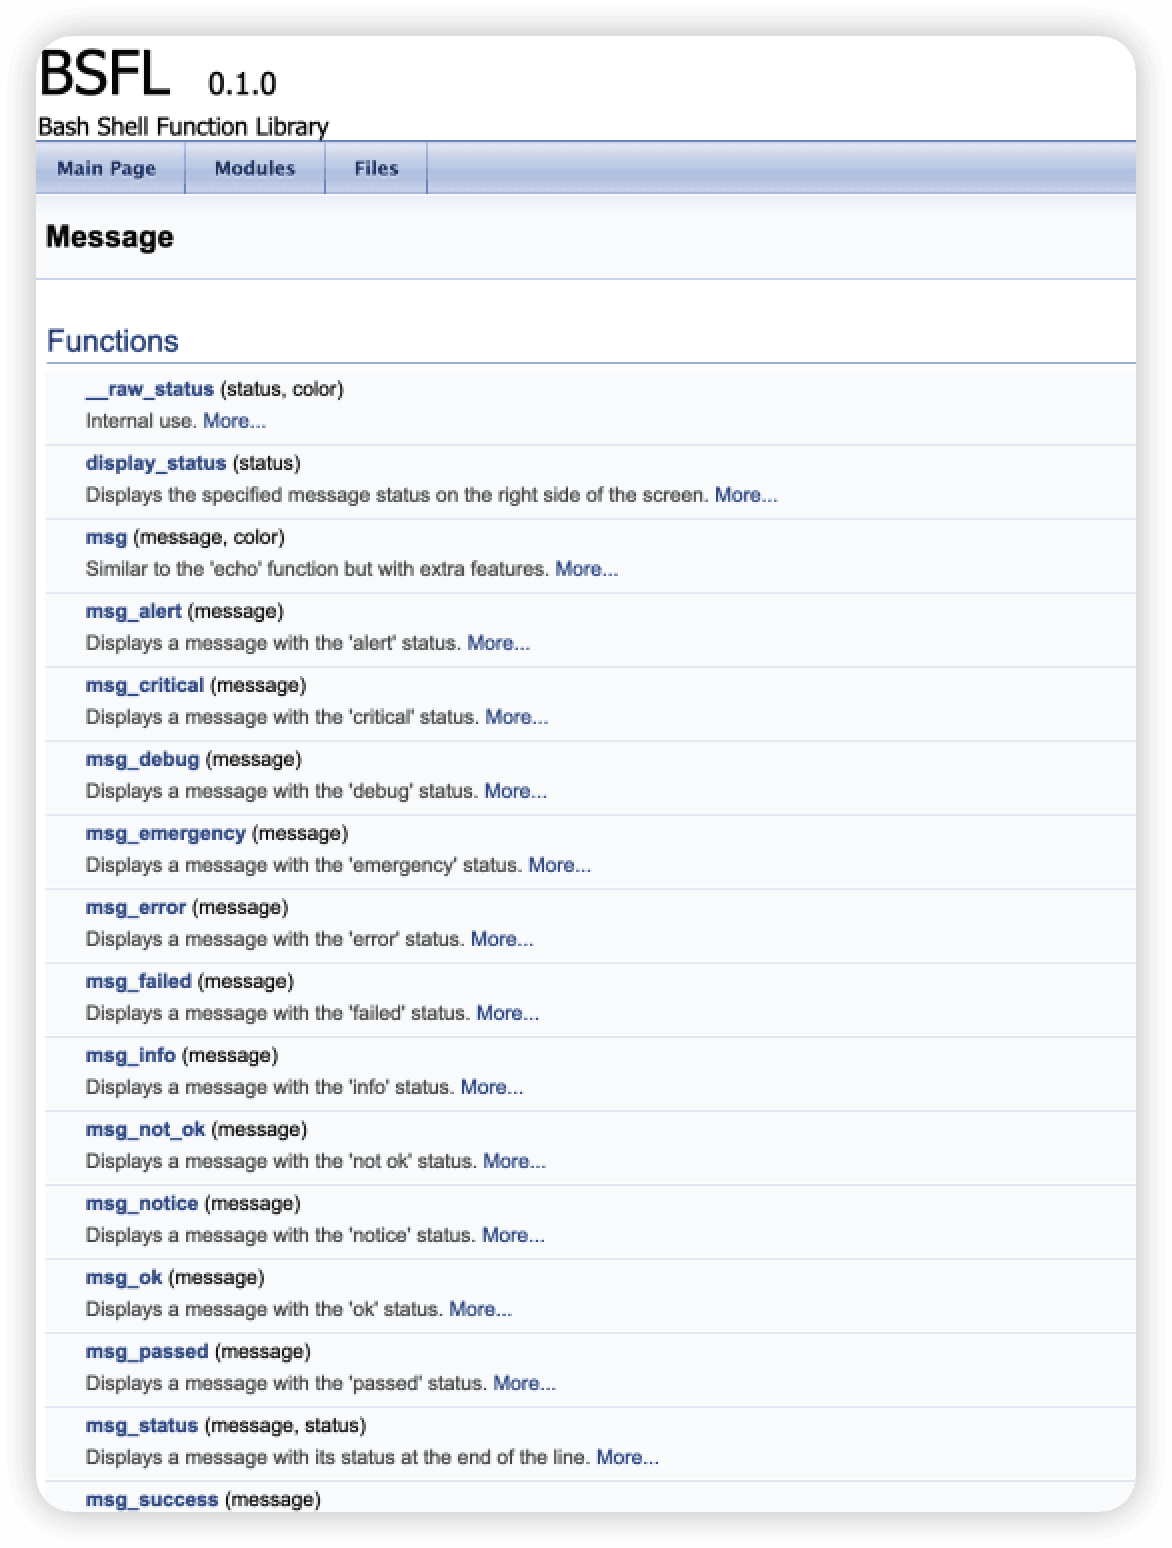 BSFL 0.1.0
Bash Shell Function Library
Main Page Modules Files
Message
Functions
__raw_status (status, color)
Internal use. More...
display_status (status)
Displays the specified message status on the right side of the screen. More...
msg (message, color)
Similar to the 'echo' function but with extra features. More...
msg_alert (message)
Displays a message with the 'alert' status. More...
msg_critical (message)
Displays a message with the 'critical' status. More...
msg_debug (message)
Displays a message with the 'debug' status. More...
msg_emergency (message)
Displays a message with the 'emergency' status. More...
msg_error (message)
Displays a message with the 'error' status. More...
msg_failed (message)
Displays a message with the 'failed' status. More...
msg_info (message)
Displays a message with the 'info' status. More...
msg_not_ok (message)
Displays a message with the 'not ok' status. More...
msg_notice (message)
Displays a message with the 'notice' status. More...
msg_ok (message)
Displays a message with the 'ok' status. More...
msg_passed (message)
Displays a message with the 'passed' status. More...
msg_status (message, status)
Displays a message with its status at the end of the line. More...
msg_success (message)